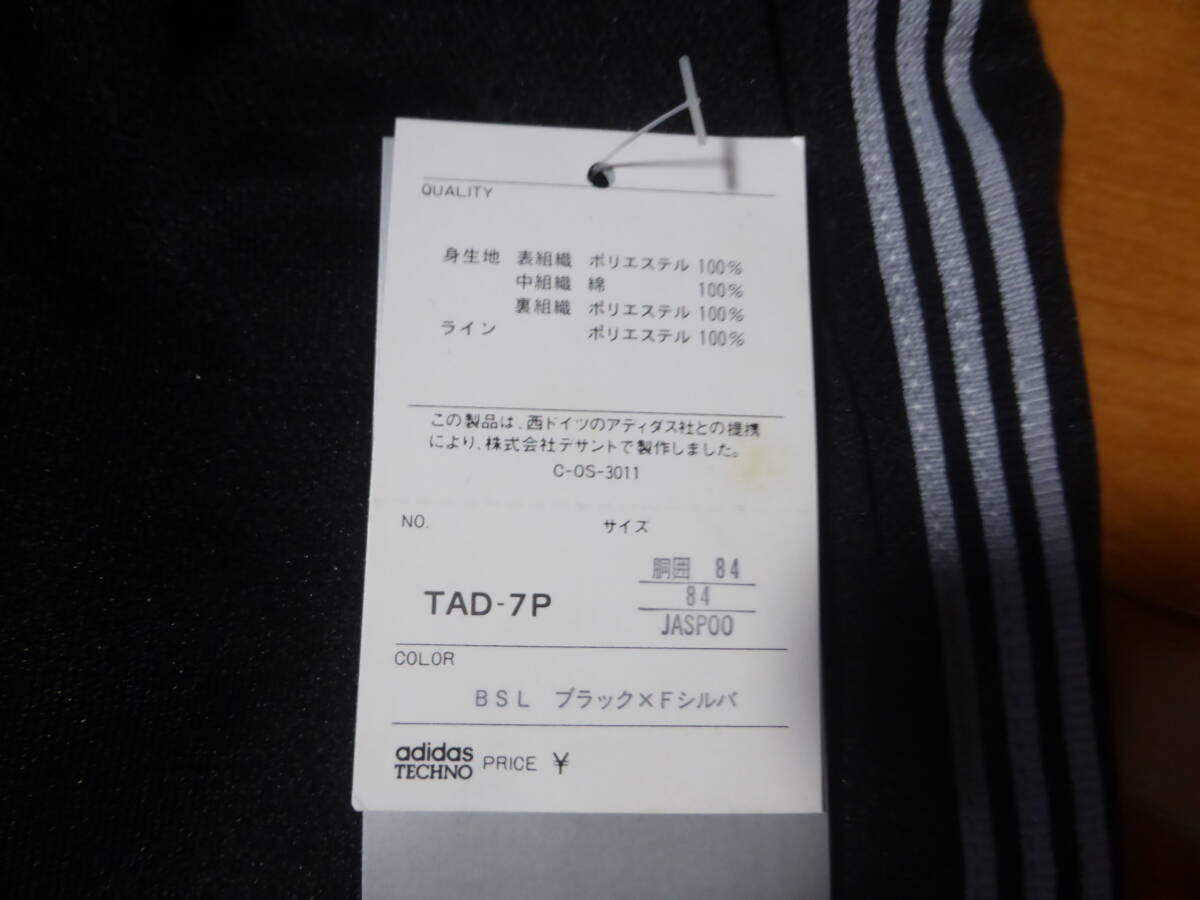 QUALITY
身生地 表組織 ポリエステル 100%
中組織 綿 100%
裏組織 ポリエステル 100%
ライン ポリエステル 100%
この製品は、西ドイツのアディダス社との提携
により、株式会社デサントで製作しました。
C-OS-3011
NO. サイズ
TAD-7P
胴囲 84
84
JASPOO
COLOR
BSL ブラック×Fシルバ
adidas
TECHNO PRICE ¥